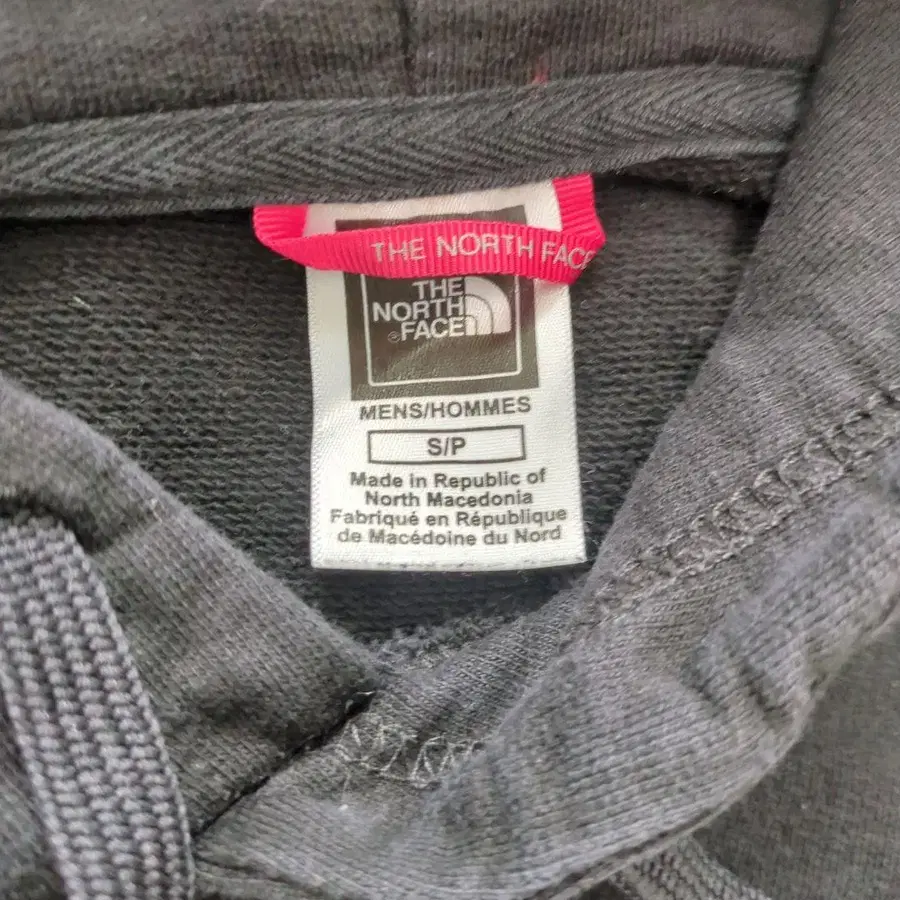 THE NORTH FACE
THE
NORTH
FACE
MENS/HOMMES
S/P
Made in Republic of
North Macedonia
Fabriqué en République
de Macédoine du Nord